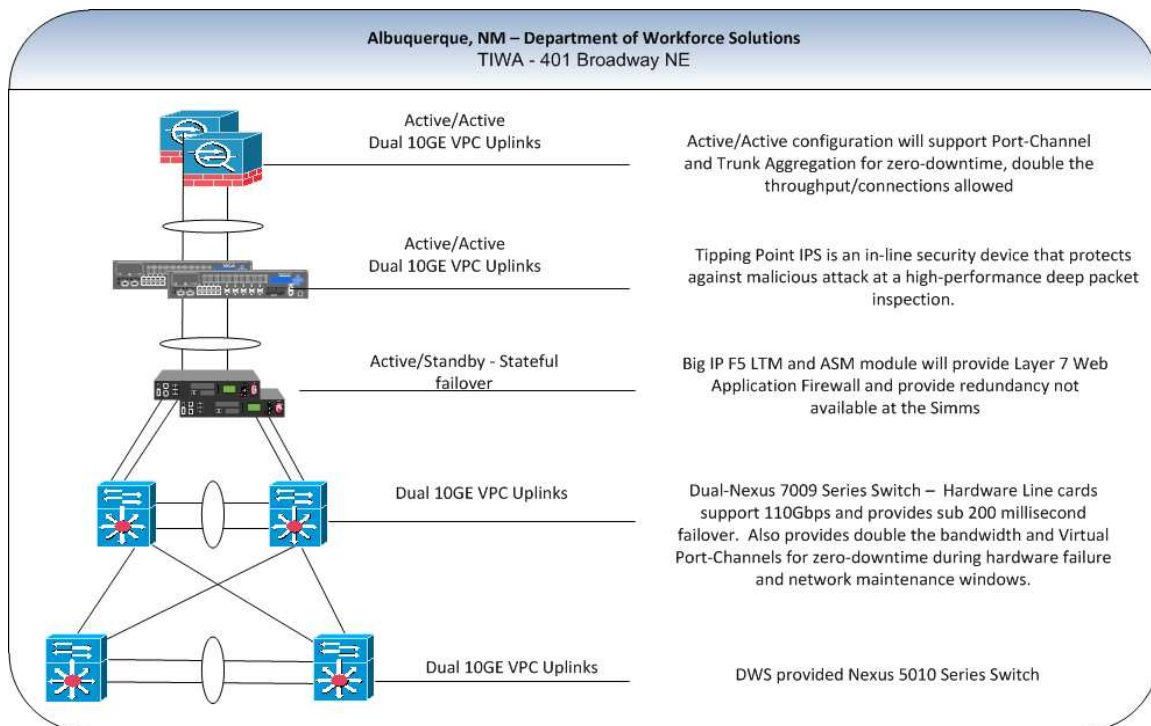 Albuquerque, NM – Department of Workforce Solutions
TIWA - 401 Broadway NE
Active/Active
Dual 10GE VPC Uplinks
Active/Active configuration will support Port-Channel
and Trunk Aggregation for zero-downtime, double the
throughput/connections allowed
Active/Active
Dual 10GE VPC Uplinks
Tipping Point IPS is an in-line security device that protects
against malicious attack at a high-performance deep packet
inspection.
Active/Standby - Stateful
failover
Big IP F5 LTM and ASM module will provide Layer 7 Web
Application Firewall and provide redundancy not
available at the Simms
Dual 10GE VPC Uplinks
Dual-Nexus 7009 Series Switch – Hardware Line cards
support 110Gbps and provides sub 200 millisecond
failover. Also provides double the bandwidth and Virtual
Port-Channels for zero-downtime during hardware failure
and network maintenance windows.
Dual 10GE VPC Uplinks
DWS provided Nexus 5010 Series Switch